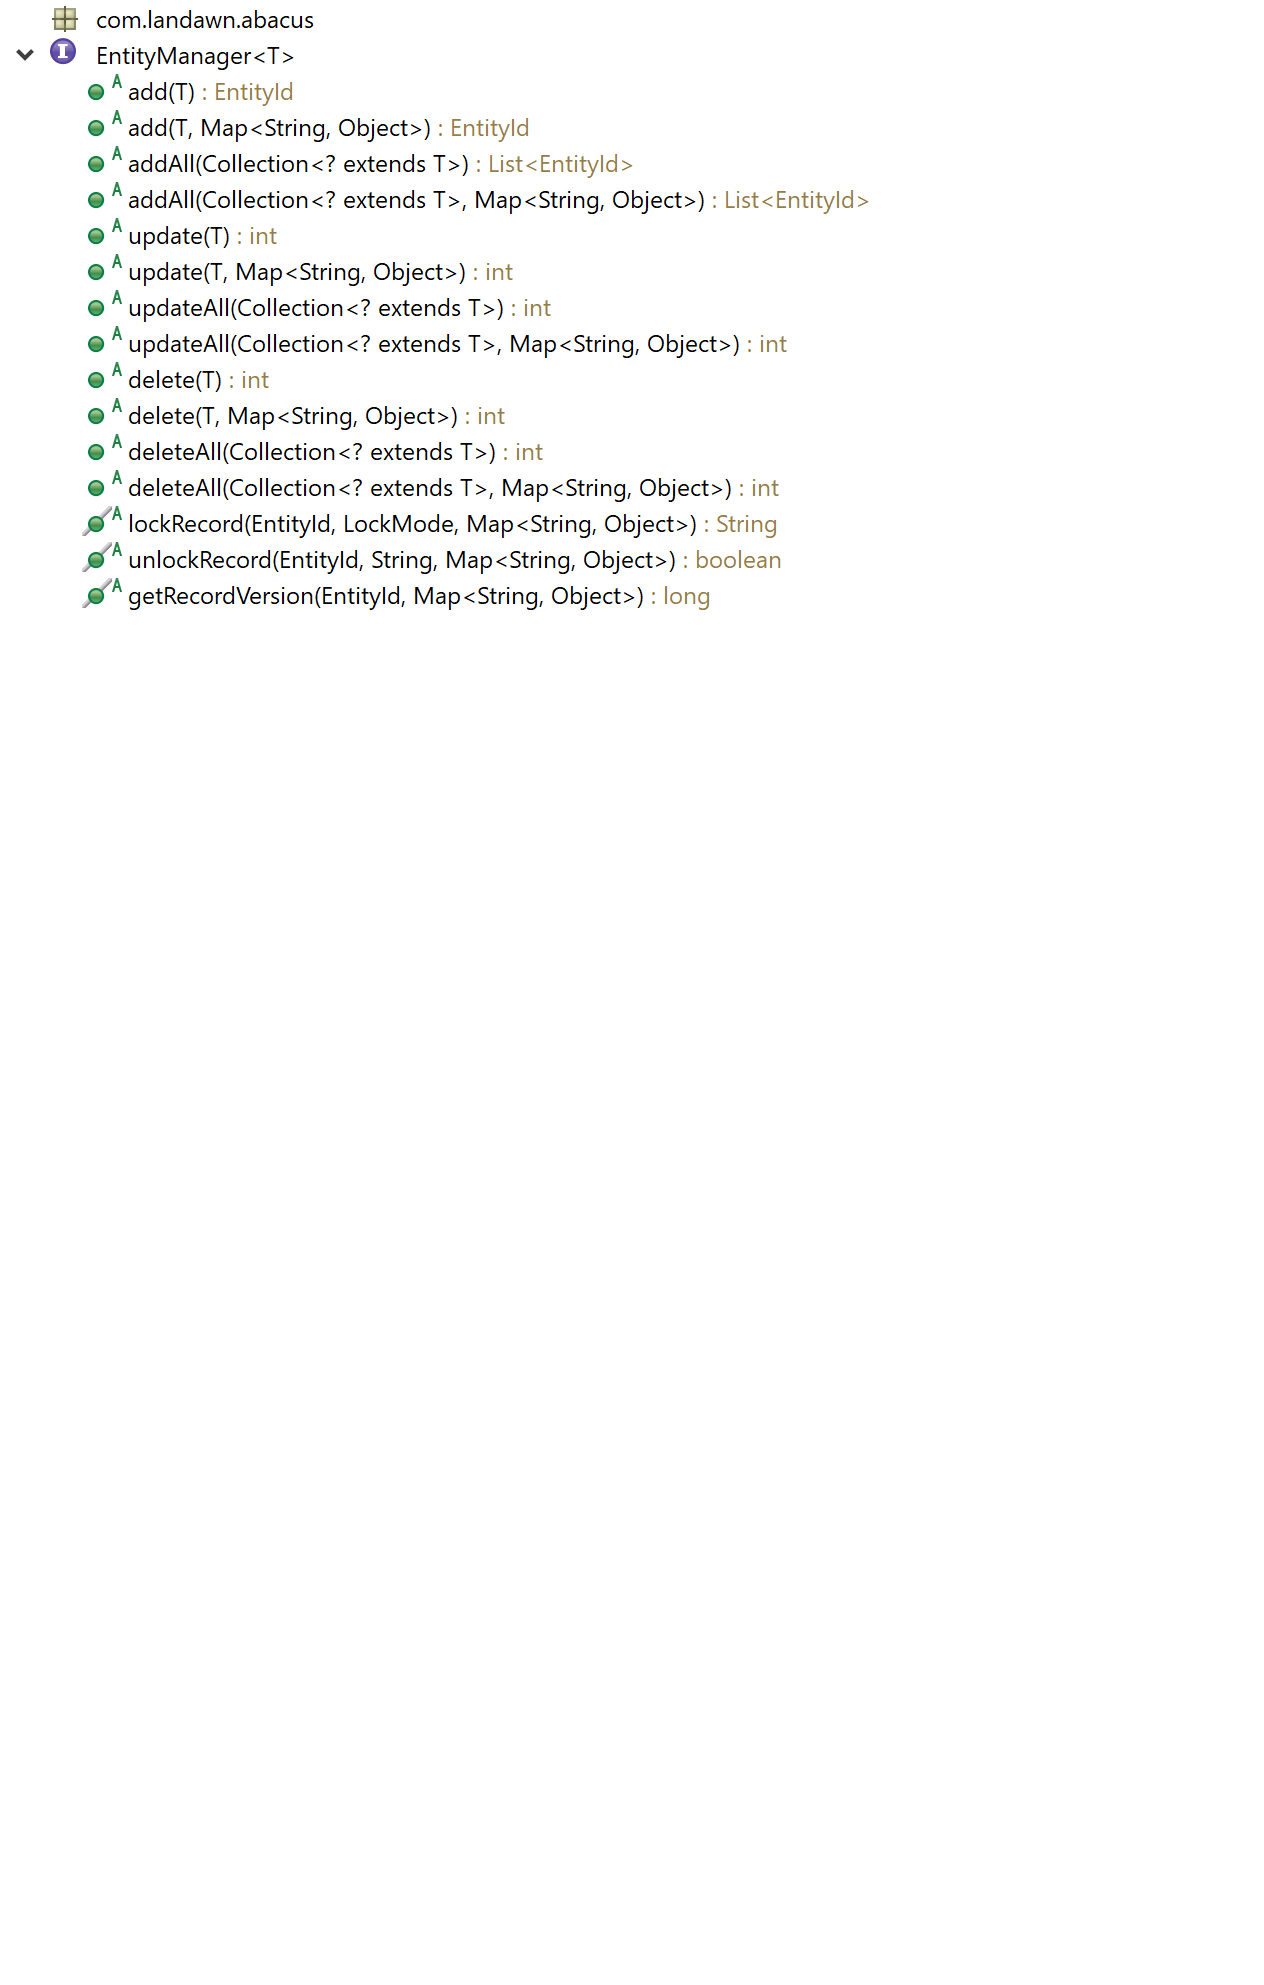 com.landawn.abacus
I EntityManager<T>
A add(T) : EntityId
A add(T, Map<String, Object>) : EntityId
A addAll(Collection<? extends T>) : List<EntityId>
A addAll(Collection<? extends T>, Map<String, Object>) : List<EntityId>
A update(T) : int
A update(T, Map<String, Object>) : int
A updateAll(Collection<? extends T>) : int
A updateAll(Collection<? extends T>, Map<String, Object>) : int
A delete(T) : int
A delete(T, Map<String, Object>) : int
A deleteAll(Collection<? extends T>) : int
A deleteAll(Collection<? extends T>, Map<String, Object>) : int
A lockRecord(EntityId, LockMode, Map<String, Object>) : String
A unlockRecord(EntityId, String, Map<String, Object>) : boolean
A getRecordVersion(EntityId, Map<String, Object>) : long